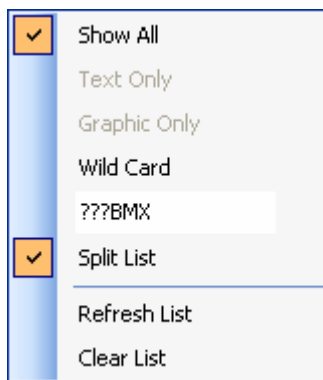 Show All
Text Only
Graphic Only
Wild Card
???BMX
Split List
Refresh List
Clear List